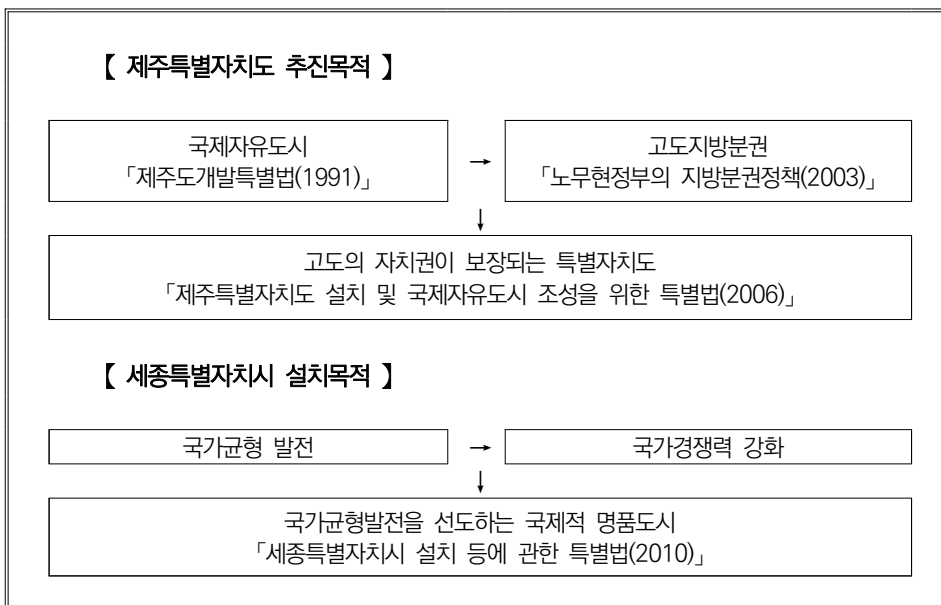 【 제주특별자치도 추진목적 】
국제자유도시
「제주도개발특별법(1991)」
→
고도지방분권
「노무현정부의 지방분권정책(2003)」
↓
고도의 자치권이 보장되는 특별자치도
「제주특별자치도 설치 및 국제자유도시 조성을 위한 특별법(2006)」
【 세종특별자치시 설치목적 】
국가균형 발전
→
국가경쟁력 강화
↓
국가균형발전을 선도하는 국제적 명품도시
「세종특별자치시 설치 등에 관한 특별법(2010)」